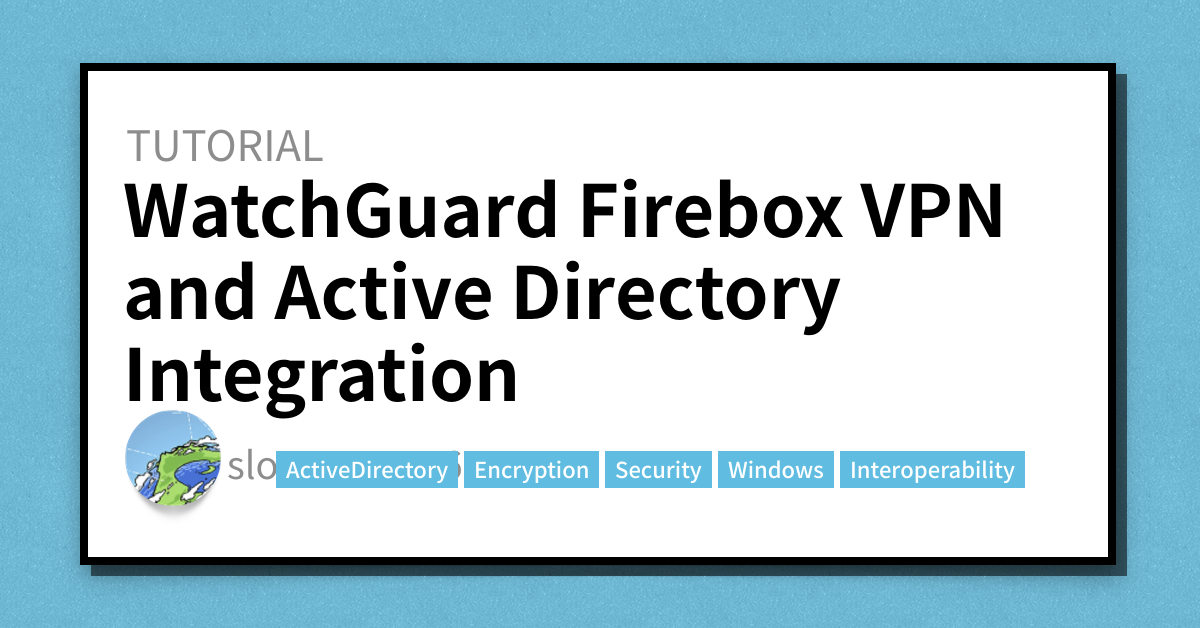 TUTORIAL
WatchGuard Firebox VPN
and Active Directory
Integration
ActiveDirectory Encryption Security Windows Interoperability